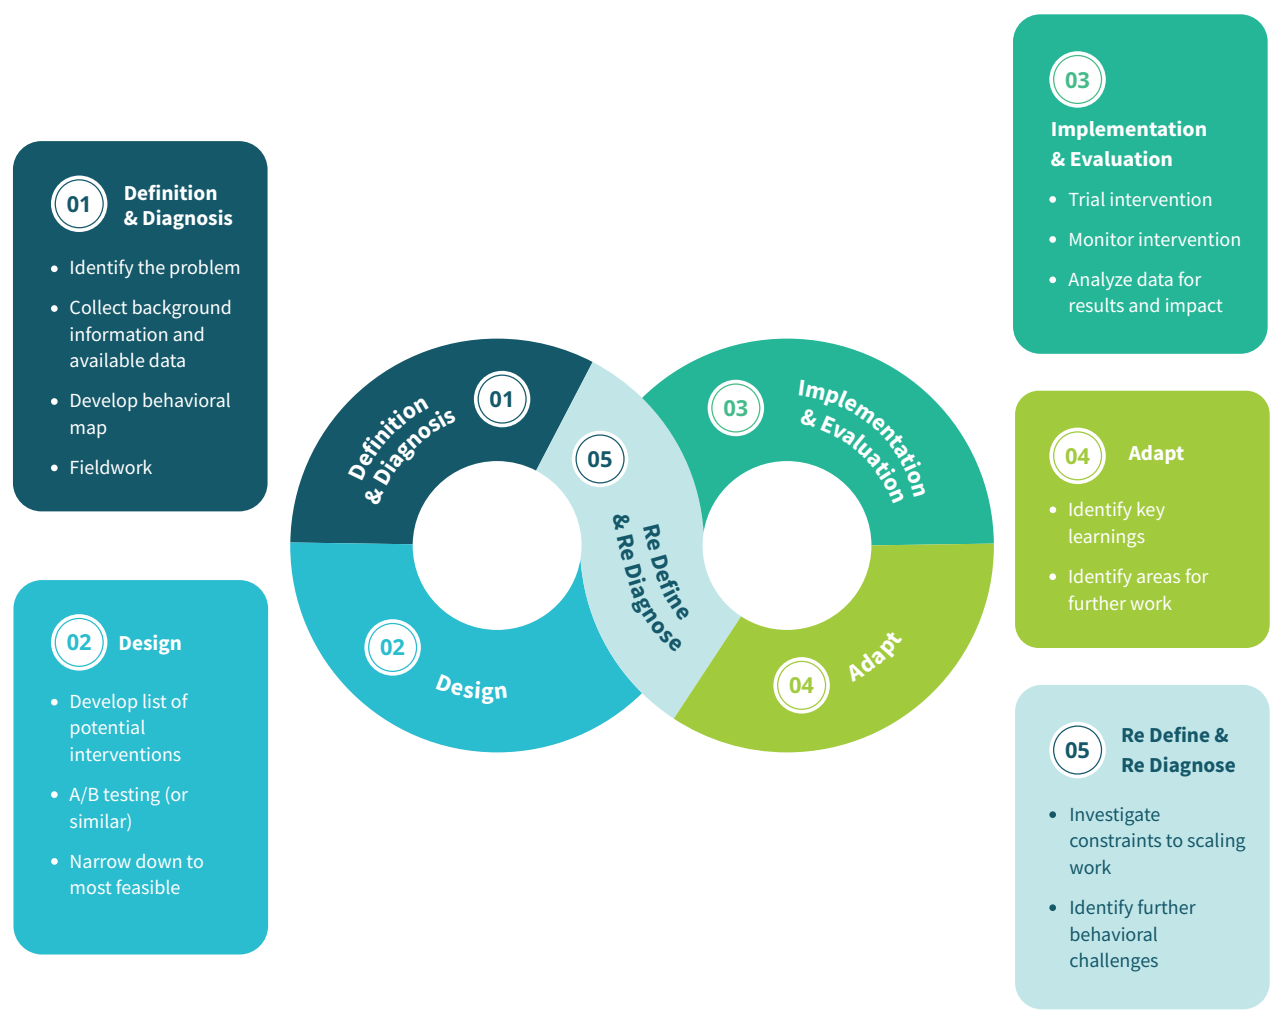 01
Definition
& Diagnosis
• Identify the problem
• Collect background
information and
available data
• Develop behavioral
map
• Fieldwork
02
Design
• Develop list of
potential
interventions
• A/B testing (or
similar)
• Narrow down to
most feasible
01
Definition
& Diagnosis
02
Design
05
Re Define
& Re Diagnose
03
Implementation
& Evaluation
04
Adapt
03
Implementation
& Evaluation
• Trial intervention
• Monitor intervention
• Analyze data for
results and impact
04
Adapt
• Identify key
learnings
• Identify areas for
further work
05
Re Define &
Re Diagnose
• Investigate
constraints to scaling
work
• Identify further
behavioral
challenges